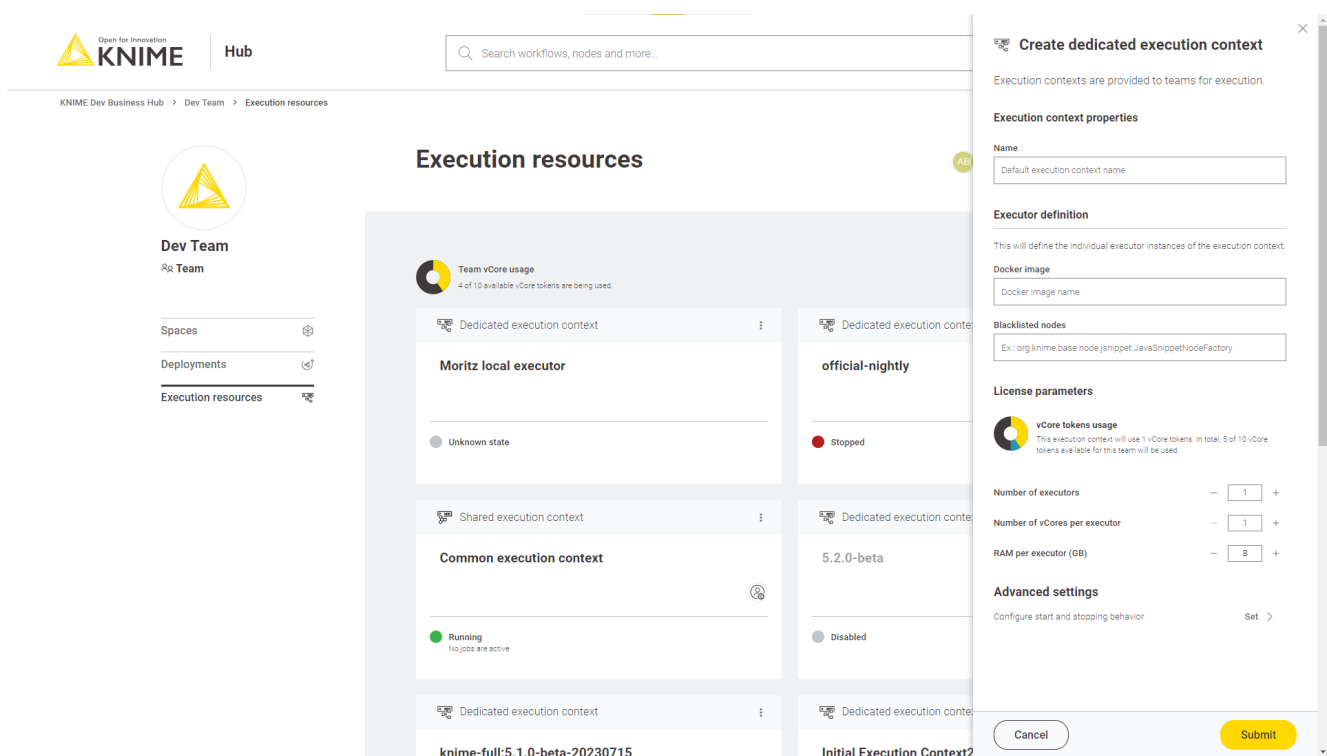 Open for Innovation
KNIME
Hub
Search workflows, nodes and more...
KNIME Dev Business Hub > Dev Team > Execution resources
Dev Team
Team
Spaces
Deployments
Execution resources
Execution resources
AB
Team vCore usage
4 of 10 available vCore tokens are being used.
Dedicated execution context
Moritz local executor
Unknown state
Dedicated execution conte
official-nightly
Stopped
Shared execution context
Common execution context
Running
No jobs are active
Dedicated execution conte
5.2.0-beta
Disabled
Dedicated execution context
knime-full:5.1.0-beta-20230715
Dedicated execution conte
Initial Execution Context2
Create dedicated execution context
Execution contexts are provided to teams for execution.
Execution context properties
Name
Default execution context name
Executor definition
This will define the individual executor instances of the execution context.
Docker image
Docker image name
Blacklisted nodes
Ex.: org.knime.base.node.jsnippet.JavaSnippetNodeFactory
License parameters
vCore tokens usage
This execution context will use 1 vCore tokens. In total, 5 of 10 vCore
tokens available for this team will be used.
Number of executors − 1 +
Number of vCores per executor − 1 +
RAM per executor (GB) − 8 +
Advanced settings
Configure start and stopping behavior Set >
Cancel
Submit